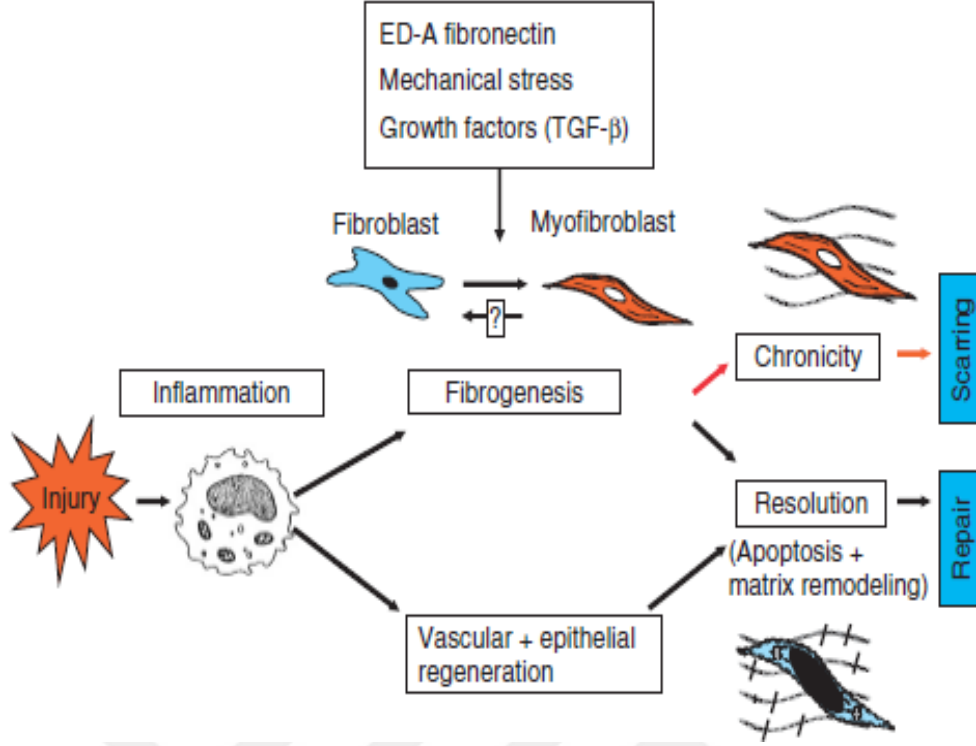 ED-A fibronectin
Mechanical stress
Growth factors (TGF-β)
Fibroblast
Myofibroblast
?
Chronicity
Scarring
Inflammation
Fibrogenesis
Injury
Resolution
(Apoptosis +
matrix remodeling)
Repair
Vascular + epithelial
regeneration